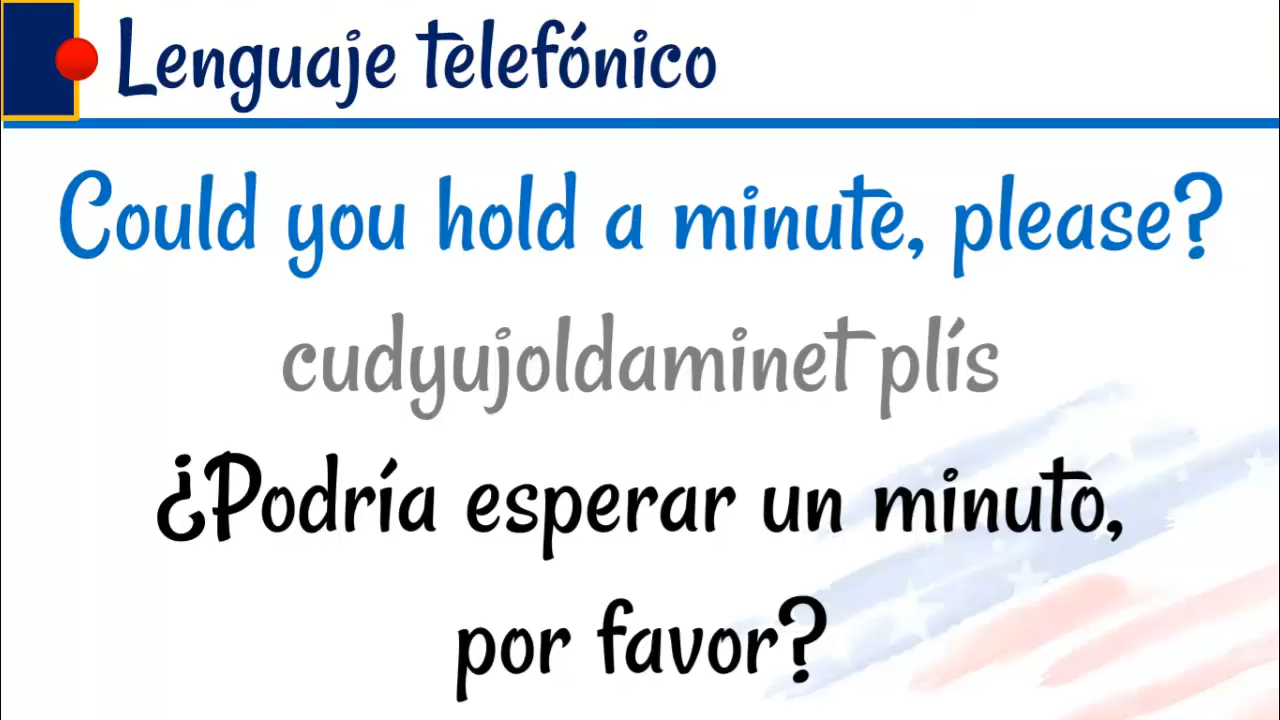 Lenguaje telefónico
Could you hold a minute, please?
cudyujoldaminet plís
¿Podría esperar un minuto,
por favor?